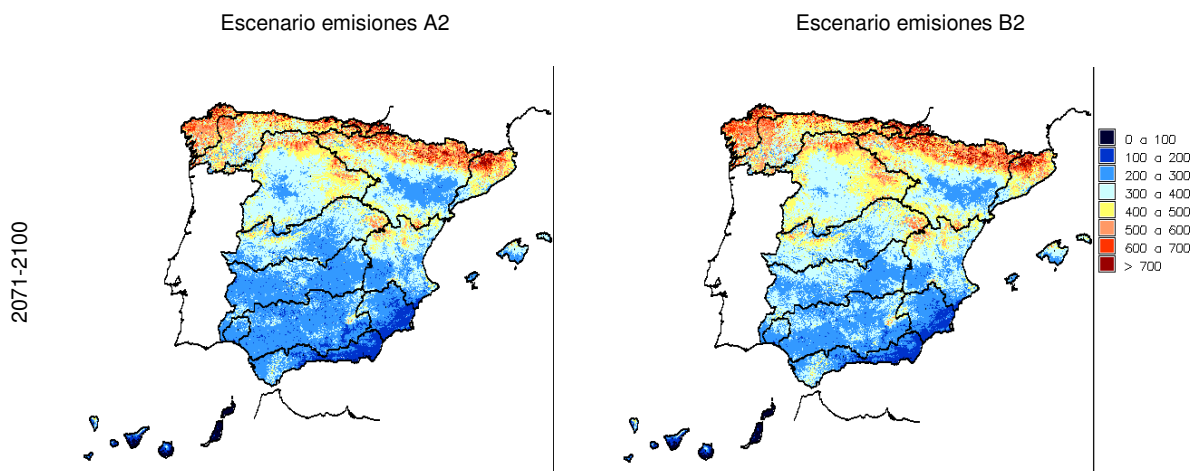 Escenario emisiones A2
Escenario emisiones B2
2071-2100
0 a 100
100 a 200
200 a 300
300 a 400
400 a 500
500 a 600
600 a 700
> 700